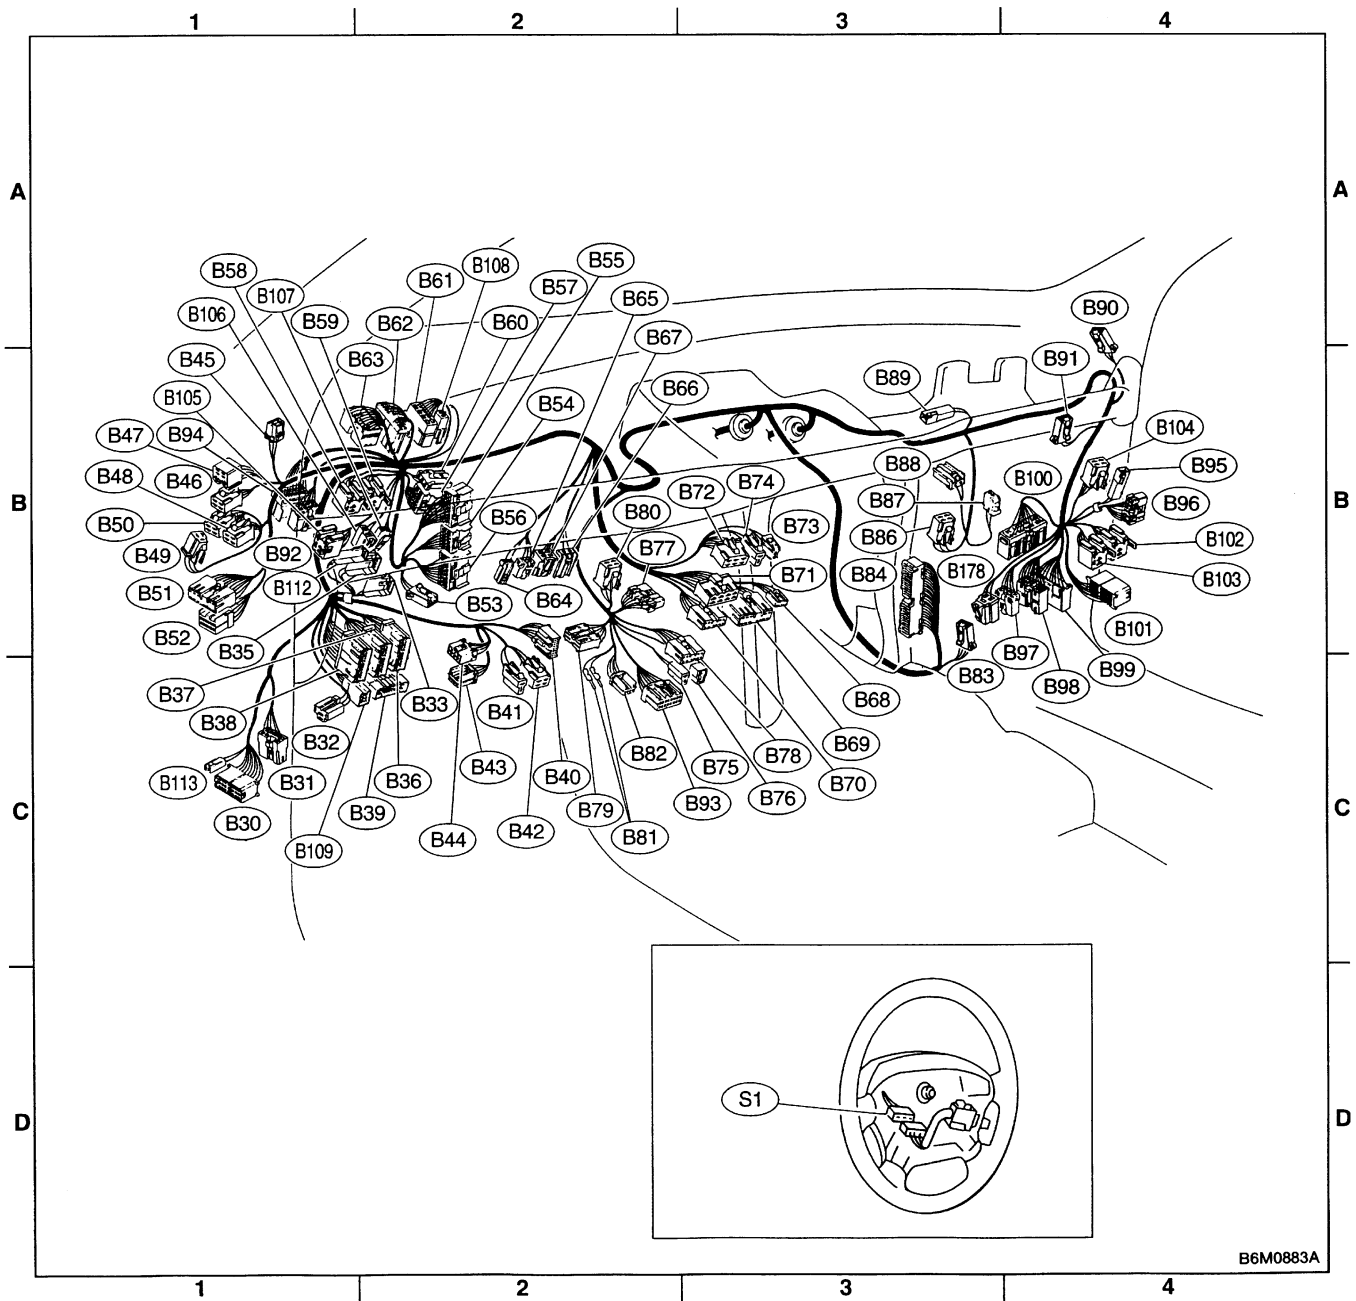 1 2 3 4
A A
B108
B55
B58 B61
B107 B57
B65
B106 B59 B62 B60 B90
B67
B45 B63 B91
B89
B66
B105 B54
B47 B94 B104
B88 B100 B95
B48 B46 B72 B74
B B56 B80 B87 B96 B
B50 B73
B49 B92 B77 B86 B102
B112 B71 B84 B178 B103
B51 B53 B64
B52 B101
B35 B97
B99
B37 B83 B98
B38 B33 B41 B68
B32 B69
B82
B113 B31 B36 B43 B40 B75 B78
B70
B76
B30 B39 B79 B93
C B44 B42 B81 C
B109
S1
D D
B6M0883A
1 2 3 4